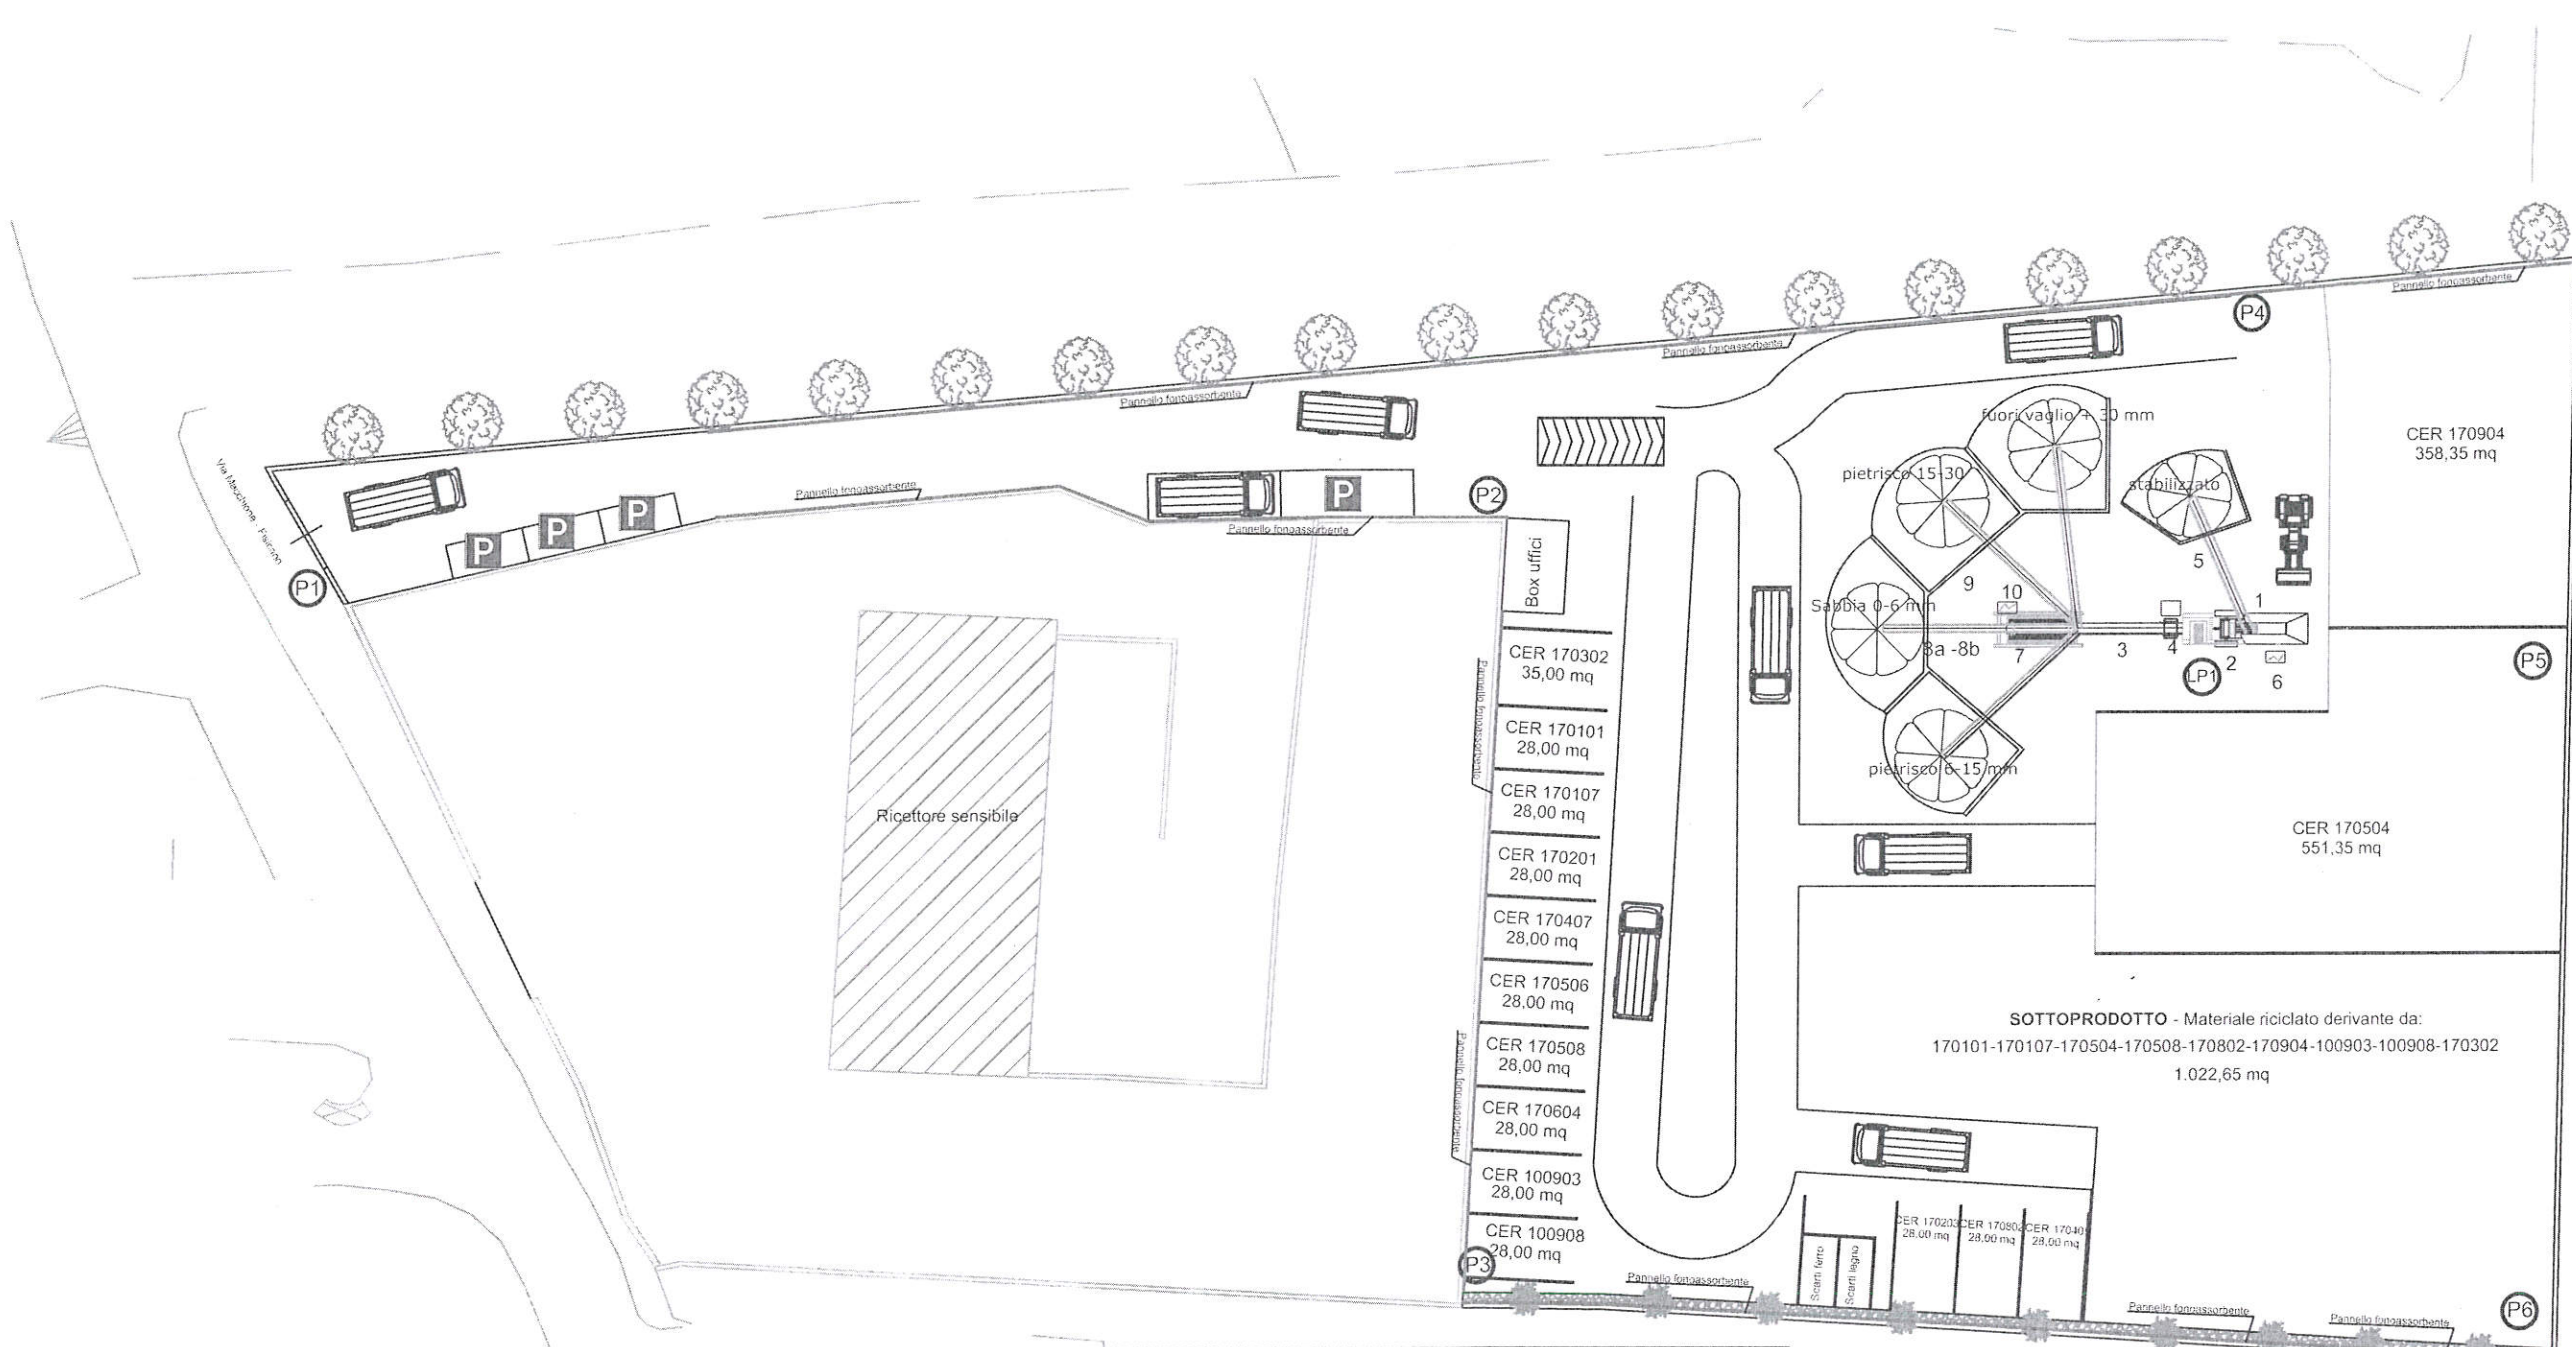 Pannello fonoassorbente
P4
Pannello fonoassorbente
Pannello fonoassorbente
fuori vaglio + 30 mm
CER 170904
358,35 mq
pietrisco 15-30
stabilizzato
Pannello fonoassorbente
P
P2
P
P
P
Pannello fonoassorbente
P1
Box uffici
5
9
10
1
Sabbia 0-6 mm
8a -8b
7
3
4
2
LP1
6
P5
CER 170302
35,00 mq
Pannello fonoassorbente
CER 170101
28,00 mq
pietrisco 6-15 mm
CER 170107
28,00 mq
Ricettore sensibile
CER 170504
551,35 mq
CER 170201
28,00 mq
CER 170407
28,00 mq
CER 170506
28,00 mq
SOTTOPRODOTTO - Materiale riciclato derivante da:
170101-170107-170504-170508-170802-170904-100903-100908-170302
1.022,65 mq
CER 170508
28,00 mq
Pannello fonoassorbente
CER 170604
28,00 mq
CER 100903
28,00 mq
CER 100908
28,00 mq
CER 170203
28,00 mq
CER 170802
28,00 mq
CER 17040
28,00 mq
Scarti ferro
Scarti legno
P3
Pannello fonoassorbente
Pannello fonoassorbente
Pannello fonoassorbente
P6